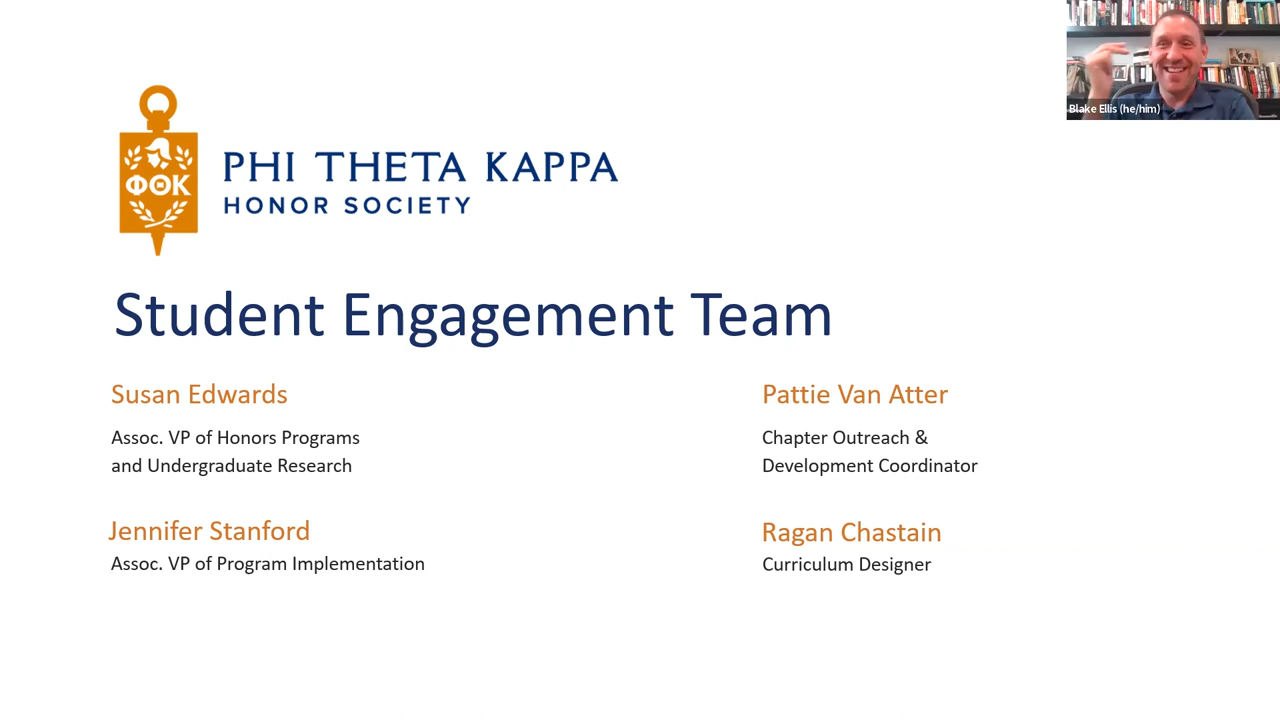 Blake Ellis (he/him)
ΦΘΚ
PHI THETA KAPPA
HONOR SOCIETY
Student Engagement Team
Susan Edwards
Assoc. VP of Honors Programs
and Undergraduate Research
Pattie Van Atter
Chapter Outreach &
Development Coordinator
Jennifer Stanford
Assoc. VP of Program Implementation
Ragan Chastain
Curriculum Designer